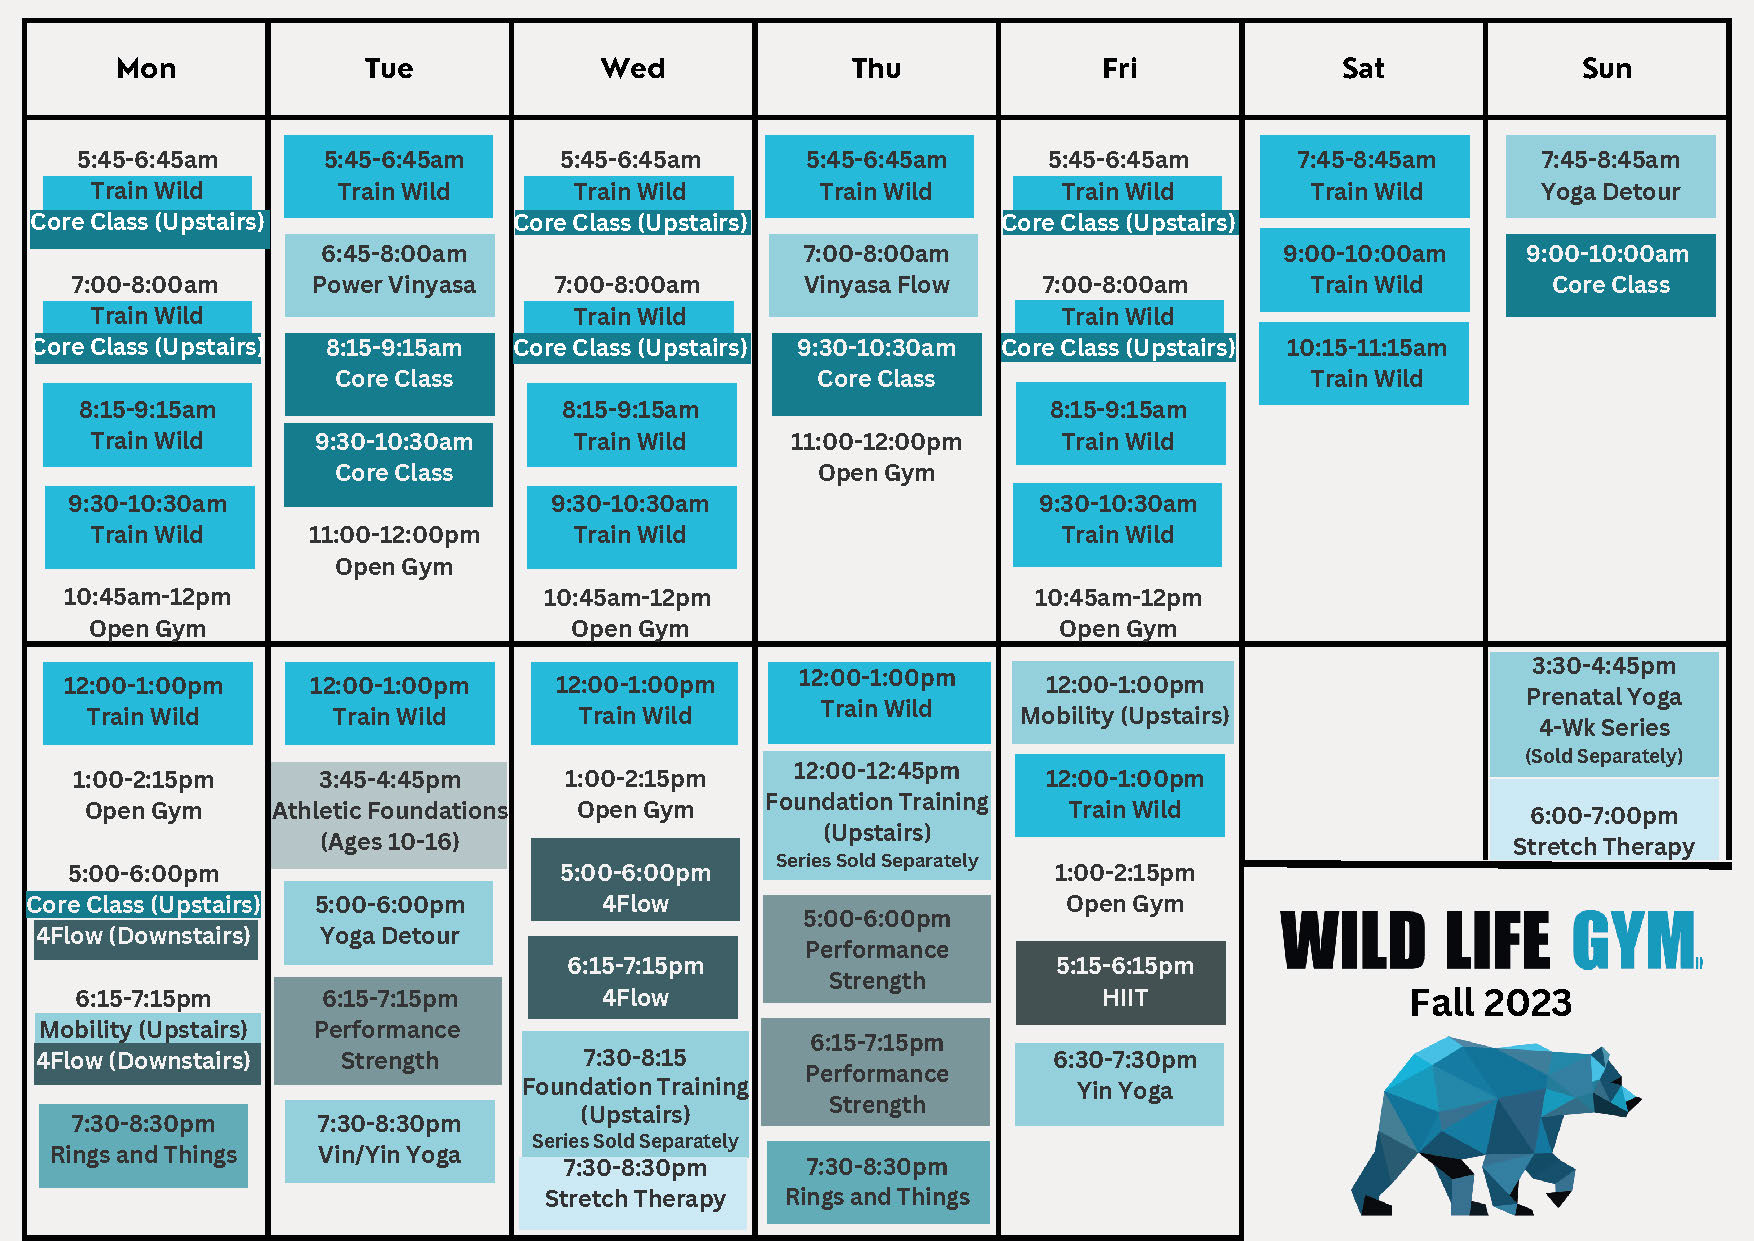 Mon
Tue
Wed
Thu
Fri
Sat
Sun
5:45-6:45am
Train Wild
Core Class (Upstairs)
7:00-8:00am
Train Wild
Core Class (Upstairs)
8:15-9:15am
Train Wild
9:30-10:30am
Train Wild
10:45am-12pm
Open Gym
5:45-6:45am
Train Wild
6:45-8:00am
Power Vinyasa
8:15-9:15am
Core Class
9:30-10:30am
Core Class
11:00-12:00pm
Open Gym
5:45-6:45am
Train Wild
Core Class (Upstairs)
7:00-8:00am
Train Wild
Core Class (Upstairs)
8:15-9:15am
Train Wild
9:30-10:30am
Train Wild
10:45am-12pm
Open Gym
5:45-6:45am
Train Wild
7:00-8:00am
Vinyasa Flow
9:30-10:30am
Core Class
11:00-12:00pm
Open Gym
5:45-6:45am
Train Wild
Core Class (Upstairs)
7:00-8:00am
Train Wild
Core Class (Upstairs)
8:15-9:15am
Train Wild
9:30-10:30am
Train Wild
10:45am-12pm
Open Gym
7:45-8:45am
Train Wild
9:00-10:00am
Train Wild
10:15-11:15am
Train Wild
7:45-8:45am
Yoga Detour
9:00-10:00am
Core Class
12:00-1:00pm
Train Wild
1:00-2:15pm
Open Gym
5:00-6:00pm
Core Class (Upstairs)
4Flow (Downstairs)
6:15-7:15pm
Mobility (Upstairs)
4Flow (Downstairs)
7:30-8:30pm
Rings and Things
12:00-1:00pm
Train Wild
3:45-4:45pm
Athletic Foundations
(Ages 10-16)
5:00-6:00pm
Yoga Detour
6:15-7:15pm
Performance
Strength
7:30-8:30pm
Vin/Yin Yoga
12:00-1:00pm
Train Wild
1:00-2:15pm
Open Gym
5:00-6:00pm
4Flow
6:15-7:15pm
4Flow
7:30-8:15
Foundation Training
(Upstairs)
Series Sold Separately
7:30-8:30pm
Stretch Therapy
12:00-1:00pm
Train Wild
12:00-12:45pm
Foundation Training
(Upstairs)
Series Sold Separately
5:00-6:00pm
Performance
Strength
6:15-7:15pm
Performance
Strength
7:30-8:30pm
Rings and Things
12:00-1:00pm
Mobility (Upstairs)
12:00-1:00pm
Train Wild
1:00-2:15pm
Open Gym
5:15-6:15pm
HIIT
6:30-7:30pm
Yin Yoga
3:30-4:45pm
Prenatal Yoga
4-Wk Series
(Sold Separately)
6:00-7:00pm
Stretch Therapy
WILD LIFE GYM
Fall 2023